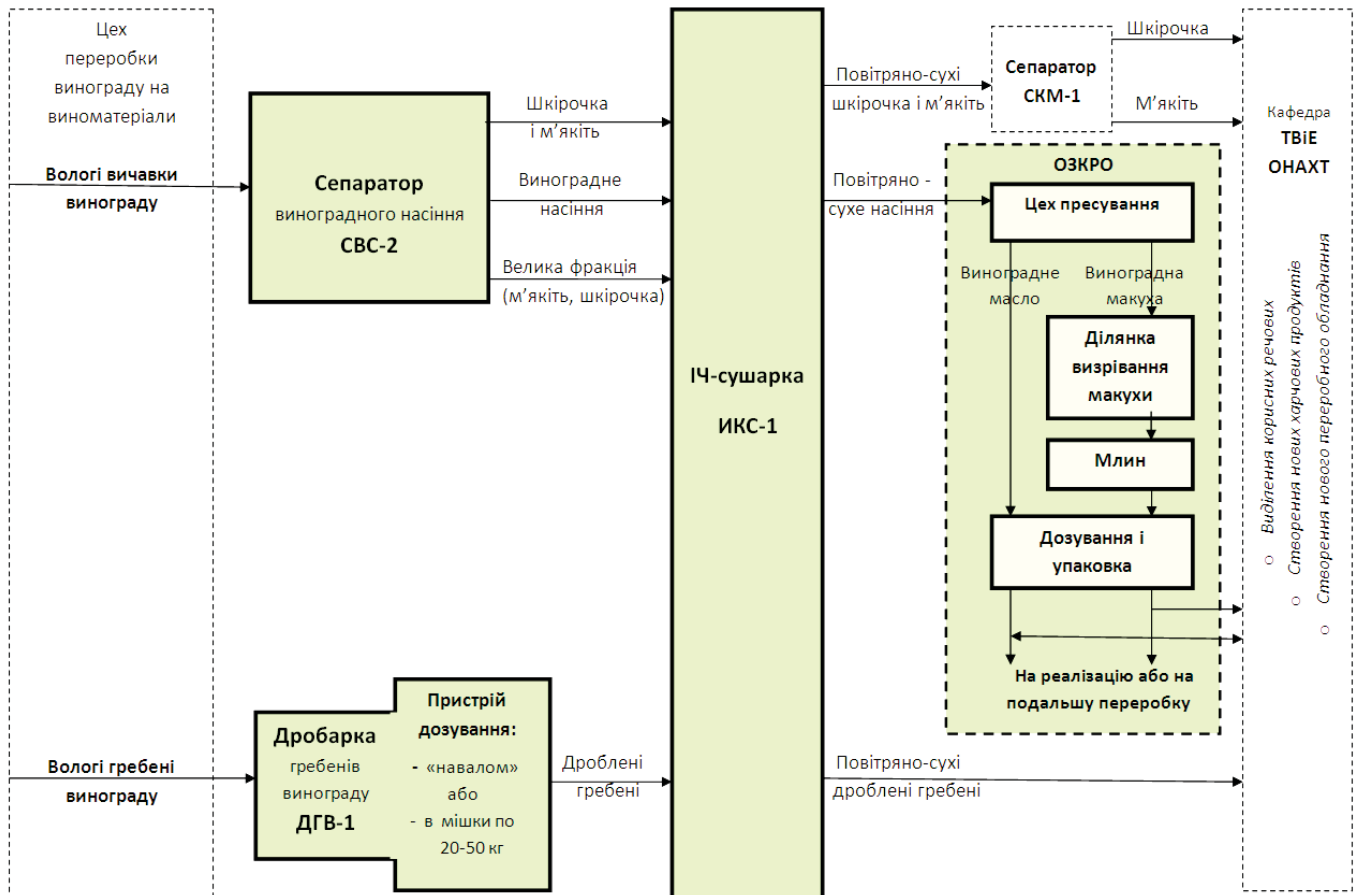 Цех
переробки
винограду на
виноматеріали
Вологі вичавки
винограду
Сепаратор
виноградного насіння
СВС-2
Шкірочка
і м’якіть
Виноградне
насіння
Велика фракція
(м’якіть, шкірочка)
ІЧ-сушарка
ИКС-1
Повітряно-сухі
шкірочка і м’якіть
Сепаратор
СКМ-1
Шкірочка
М’якіть
Повітряно -
сухе насіння
ОЗКРО
Цех пресування
Виноградне
масло
Виноградна
макуха
Ділянка
визрівання
макухи
Млин
Дозування і
упаковка
На реалізацію або на
подальшу переробку
Кафедра
ТВіЕ
ОНАХТ
o Виділення корисних речових
o Створення нових харчових продуктів
o Створення нового переробного обладнання
Вологі гребені
винограду
Дробарка
гребенів
винограду
ДГВ-1
Пристрій
дозування:
- «навалом»
або
- в мішки по
20-50 кг
Дроблені
гребені
Повітряно-сухі
дроблені гребені